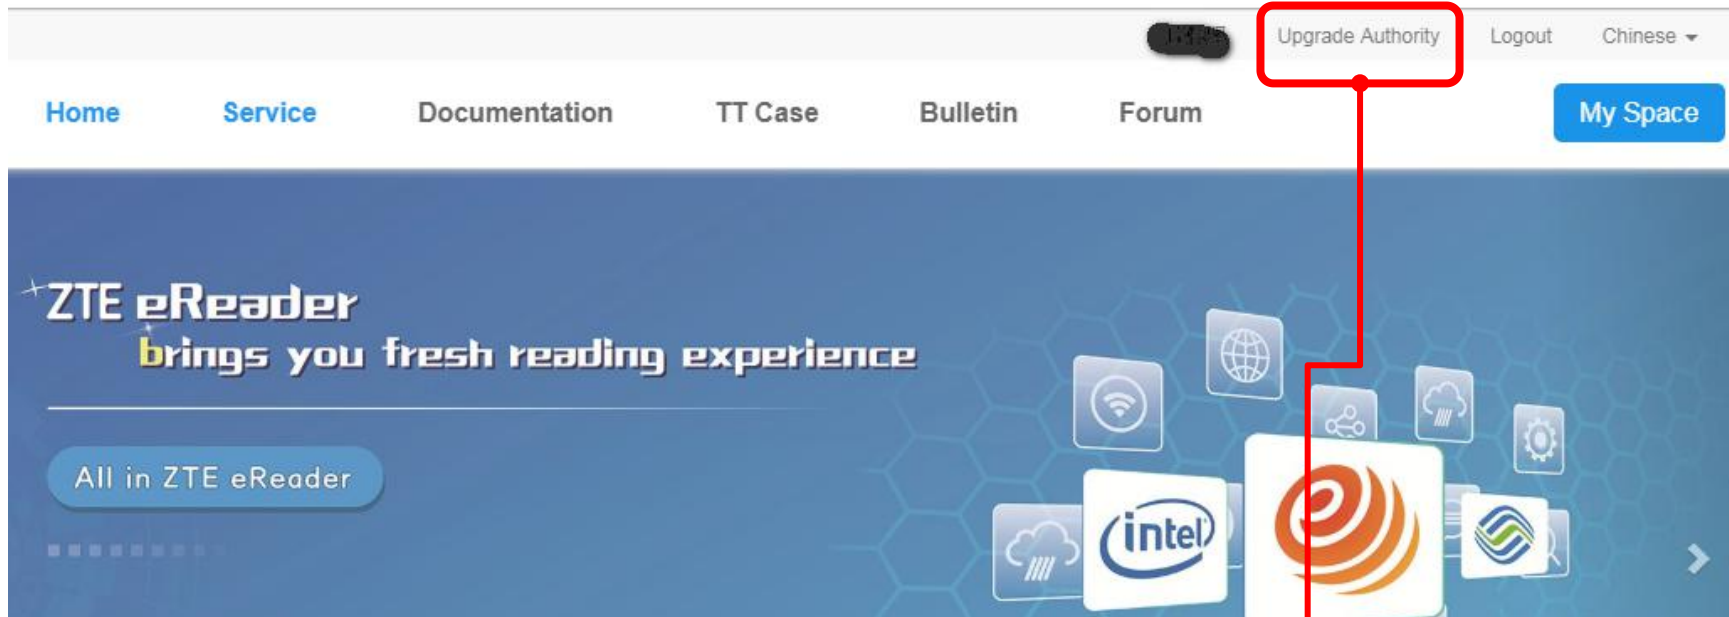 Upgrade Authority Logout Chinese
Home Service Documentation TT Case Bulletin Forum My Space
ZTE eReader
brings you fresh reading experience
All in ZTE eReader
intel